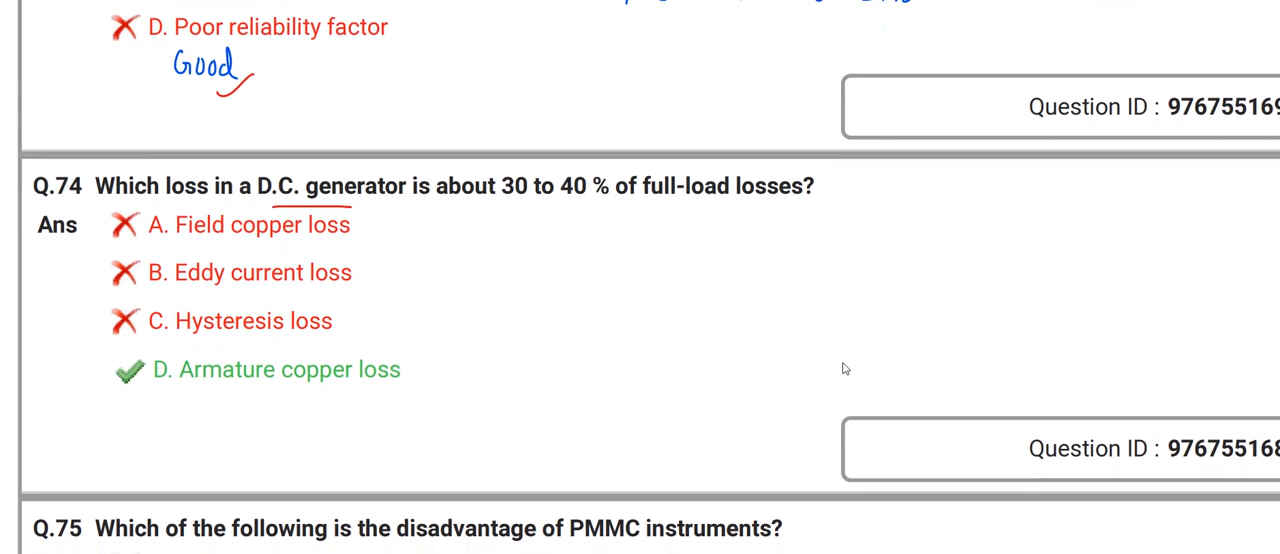 D. Poor reliability factor
Good
Question ID : 976755169
Q.74 Which loss in a D.C. generator is about 30 to 40 % of full-load losses?
Ans A. Field copper loss
B. Eddy current loss
C. Hysteresis loss
D. Armature copper loss
Question ID : 976755168
Q.75 Which of the following is the disadvantage of PMMC instruments?